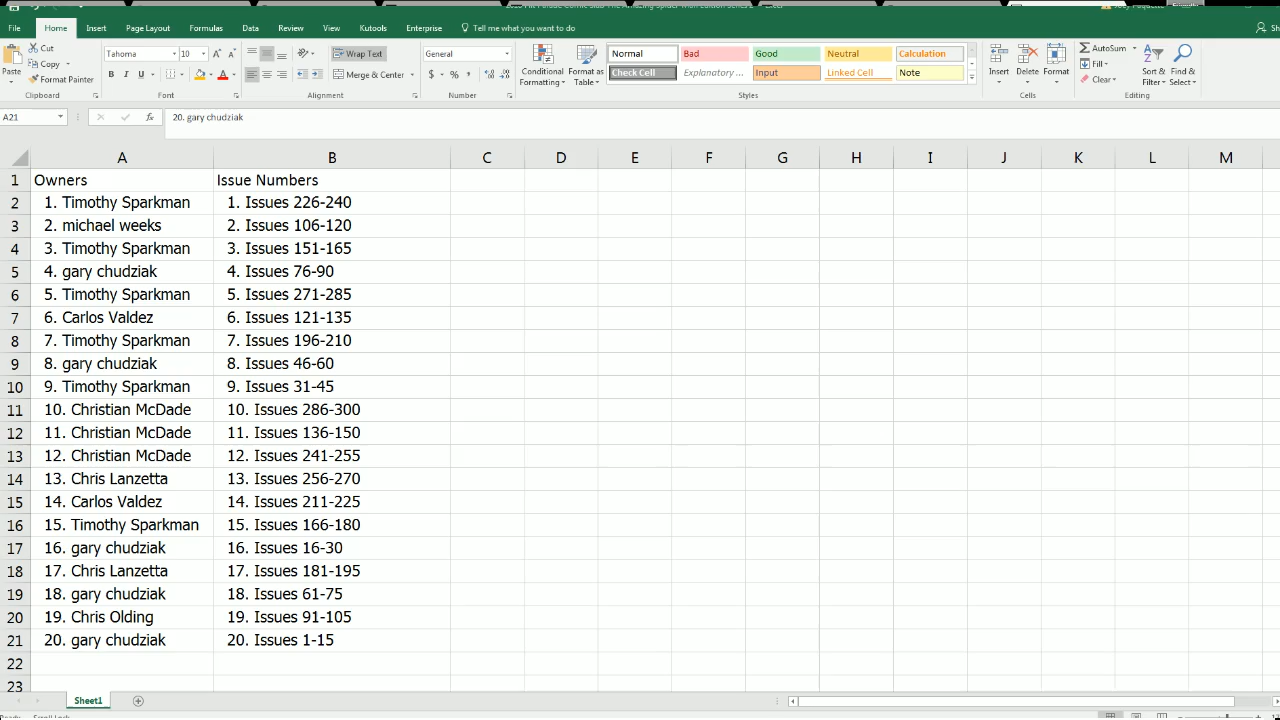 File Home Insert Page Layout Formulas Data Review View Kutools Enterprise Tell me what you want to do
Cut
Copy
Format Painter
Paste
Clipboard
Tahoma 10
B I U
Font
Wrap Text
Merge & Center
Alignment
General
$ % ,
Number
Conditional Formatting
Format as Table
Normal Bad Good Neutral Calculation
Check Cell Explanatory ... Input Linked Cell Note
Styles
Insert Delete Format
Cells
AutoSum
Fill
Clear
Sort & Filter
Find & Select
Editing
A21 fx 20. gary chudziak
A B C D E F G H I J K L M
1 Owners Issue Numbers
2 1. Timothy Sparkman 1. Issues 226-240
3 2. michael weeks 2. Issues 106-120
4 3. Timothy Sparkman 3. Issues 151-165
5 4. gary chudziak 4. Issues 76-90
6 5. Timothy Sparkman 5. Issues 271-285
7 6. Carlos Valdez 6. Issues 121-135
8 7. Timothy Sparkman 7. Issues 196-210
9 8. gary chudziak 8. Issues 46-60
10 9. Timothy Sparkman 9. Issues 31-45
11 10. Christian McDade 10. Issues 286-300
12 11. Christian McDade 11. Issues 136-150
13 12. Christian McDade 12. Issues 241-255
14 13. Chris Lanzetta 13. Issues 256-270
15 14. Carlos Valdez 14. Issues 211-225
16 15. Timothy Sparkman 15. Issues 166-180
17 16. gary chudziak 16. Issues 16-30
18 17. Chris Lanzetta 17. Issues 181-195
19 18. gary chudziak 18. Issues 61-75
20 19. Chris Olding 19. Issues 91-105
21 20. gary chudziak 20. Issues 1-15
22
23
Sheet1